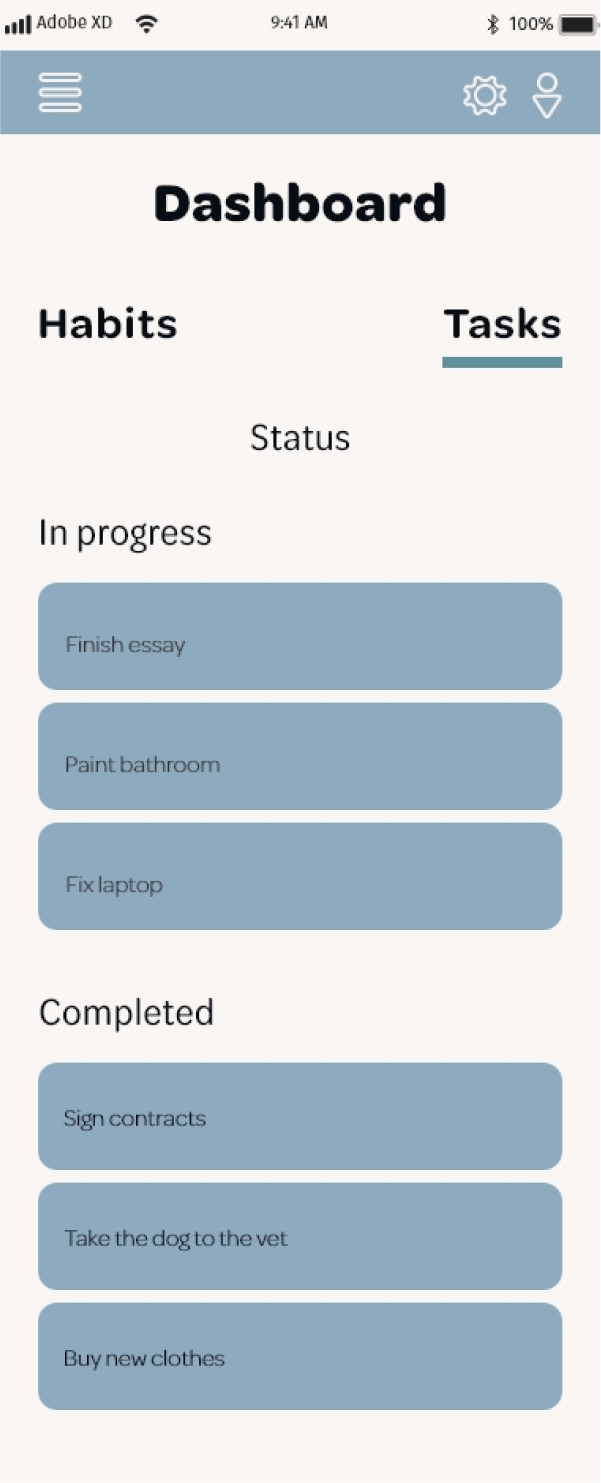 Adobe XD 9:41 AM 100%
Dashboard
Habits Tasks
Status
In progress
Finish essay
Paint bathroom
Fix laptop
Completed
Sign contracts
Take the dog to the vet
Buy new clothes